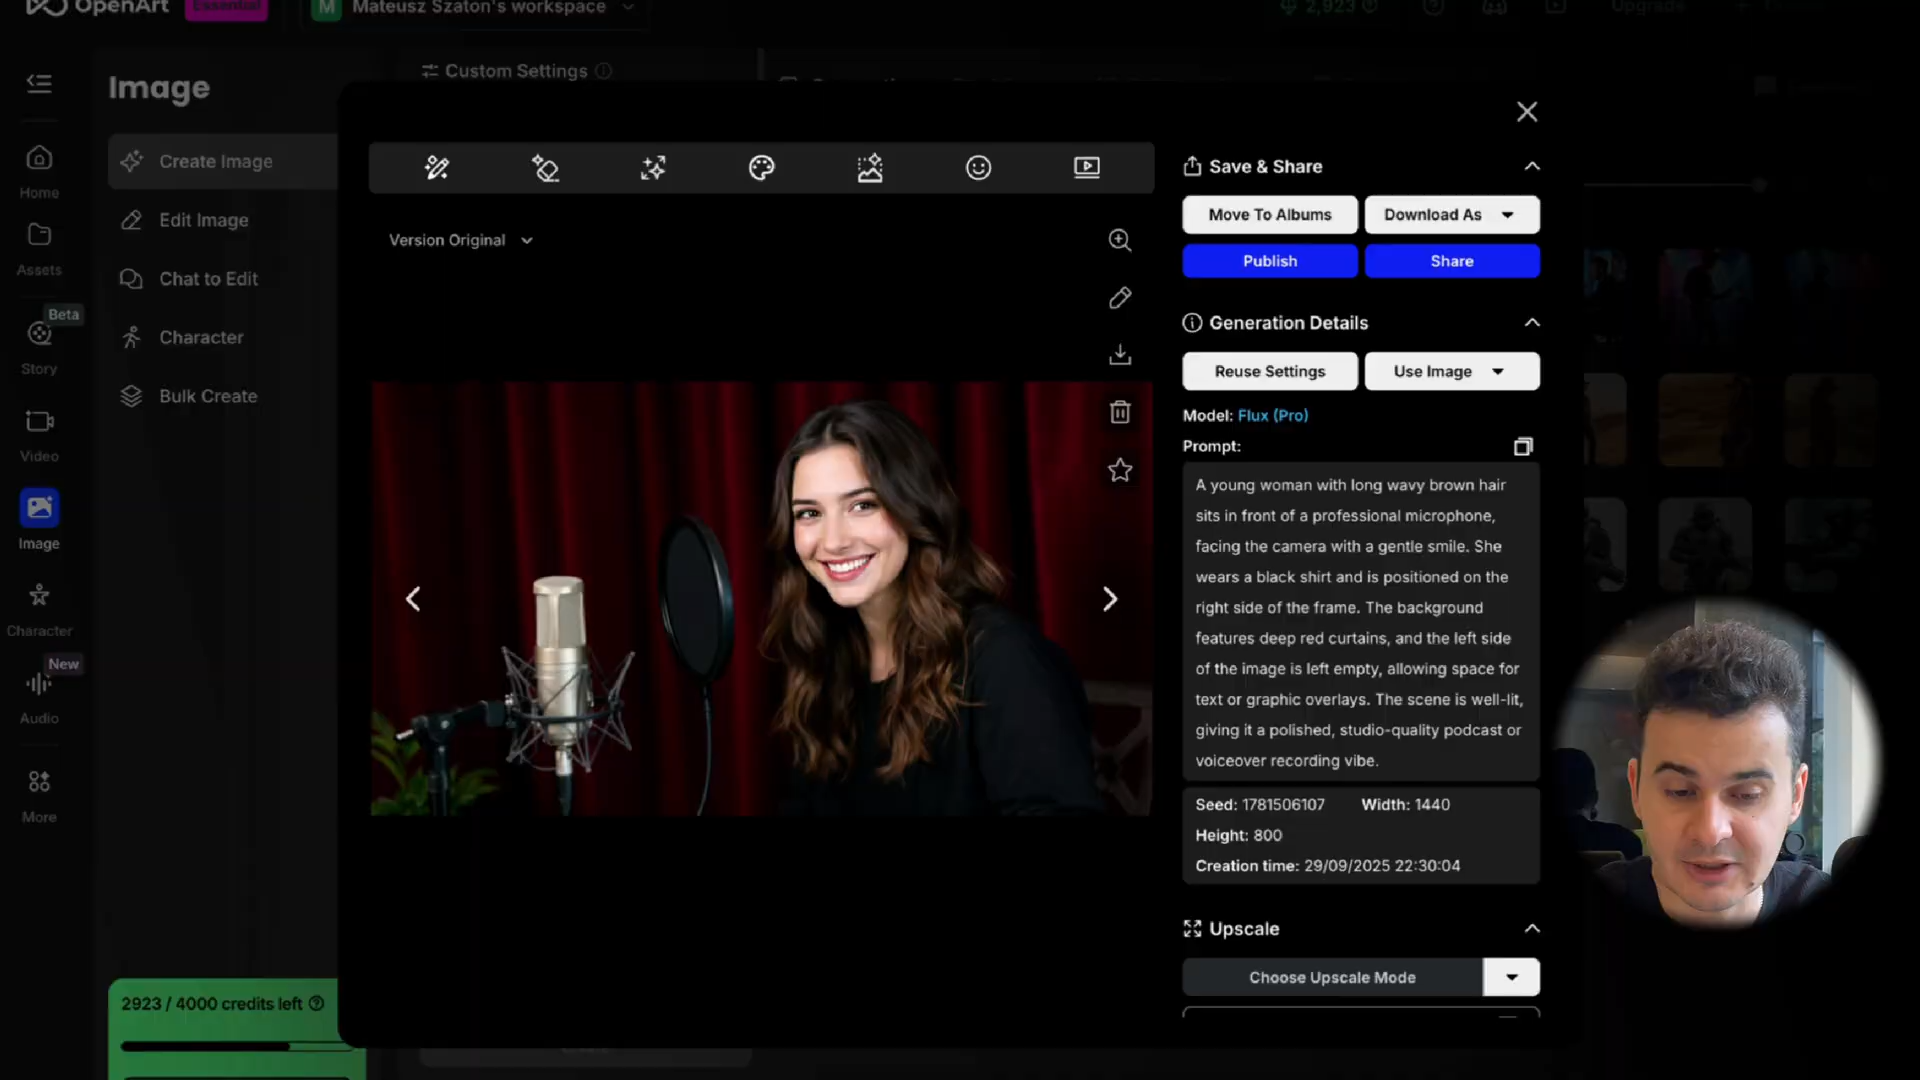 OpenArt
Essential
M
Mateusz Szaton's workspace
2,923
Upgrade
Image
Custom Settings
Create Image
Edit Image
Chat to Edit
Character
Bulk Create
Home
Assets
Beta
Story
Video
Image
Character
New
Audio
More
2923 / 4000 credits left
Version Original
Save & Share
Move To Albums
Download As
Publish
Share
Generation Details
Reuse Settings
Use Image
Model: Flux (Pro)
Prompt:
A young woman with long wavy brown hair
sits in front of a professional microphone,
facing the camera with a gentle smile. She
wears a black shirt and is positioned on the
right side of the frame. The background
features deep red curtains, and the left side
of the image is left empty, allowing space for
text or graphic overlays. The scene is well-lit,
giving it a polished, studio-quality podcast or
voiceover recording vibe.
Seed: 1781506107 Width: 1440
Height: 800
Creation time: 29/09/2025 22:30:04
Upscale
Choose Upscale Mode